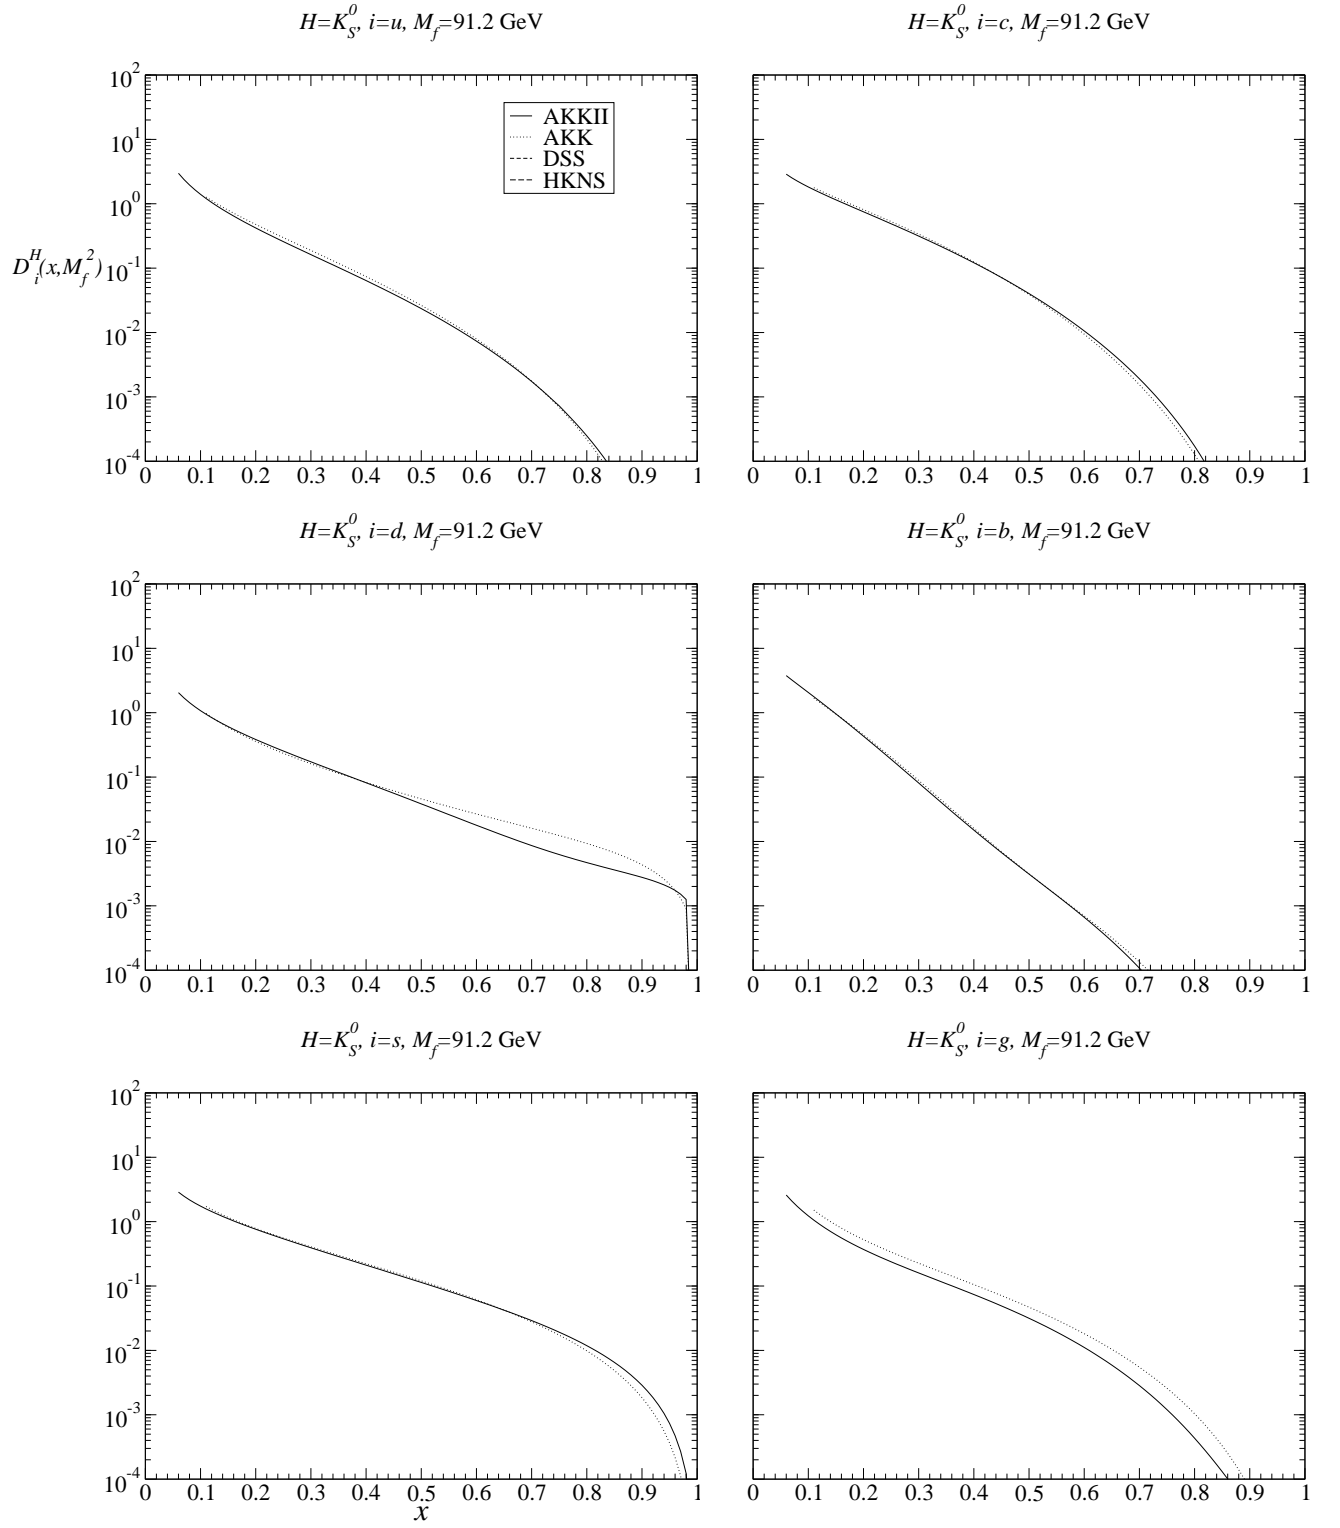 H=K_S^0, i=u, M_f=91.2 GeV
10^2
10^1
10^0
10^-1
10^-2
10^-3
10^-4
D_i^H(x,M_f^2)
AKKII
AKK
DSS
HKNS
0 0.1 0.2 0.3 0.4 0.5 0.6 0.7 0.8 0.9 1
H=K_S^0, i=c, M_f=91.2 GeV
0 0.1 0.2 0.3 0.4 0.5 0.6 0.7 0.8 0.9 1
H=K_S^0, i=d, M_f=91.2 GeV
10^2
10^1
10^0
10^-1
10^-2
10^-3
10^-4
0 0.1 0.2 0.3 0.4 0.5 0.6 0.7 0.8 0.9 1
H=K_S^0, i=b, M_f=91.2 GeV
0 0.1 0.2 0.3 0.4 0.5 0.6 0.7 0.8 0.9 1
H=K_S^0, i=s, M_f=91.2 GeV
10^2
10^1
10^0
10^-1
10^-2
10^-3
10^-4
0 0.1 0.2 0.3 0.4 0.5 0.6 0.7 0.8 0.9 1
x
H=K_S^0, i=g, M_f=91.2 GeV
0 0.1 0.2 0.3 0.4 0.5 0.6 0.7 0.8 0.9 1